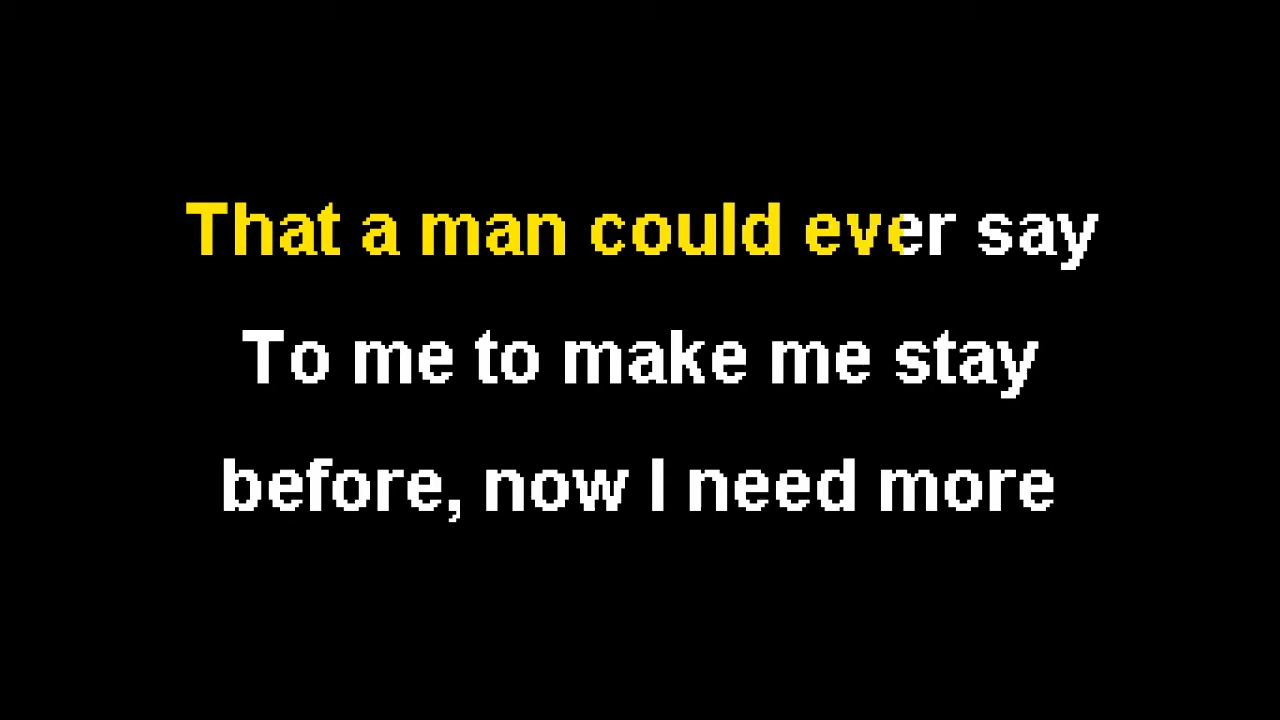 That a man could ever say
To me to make me stay
before, now I need more